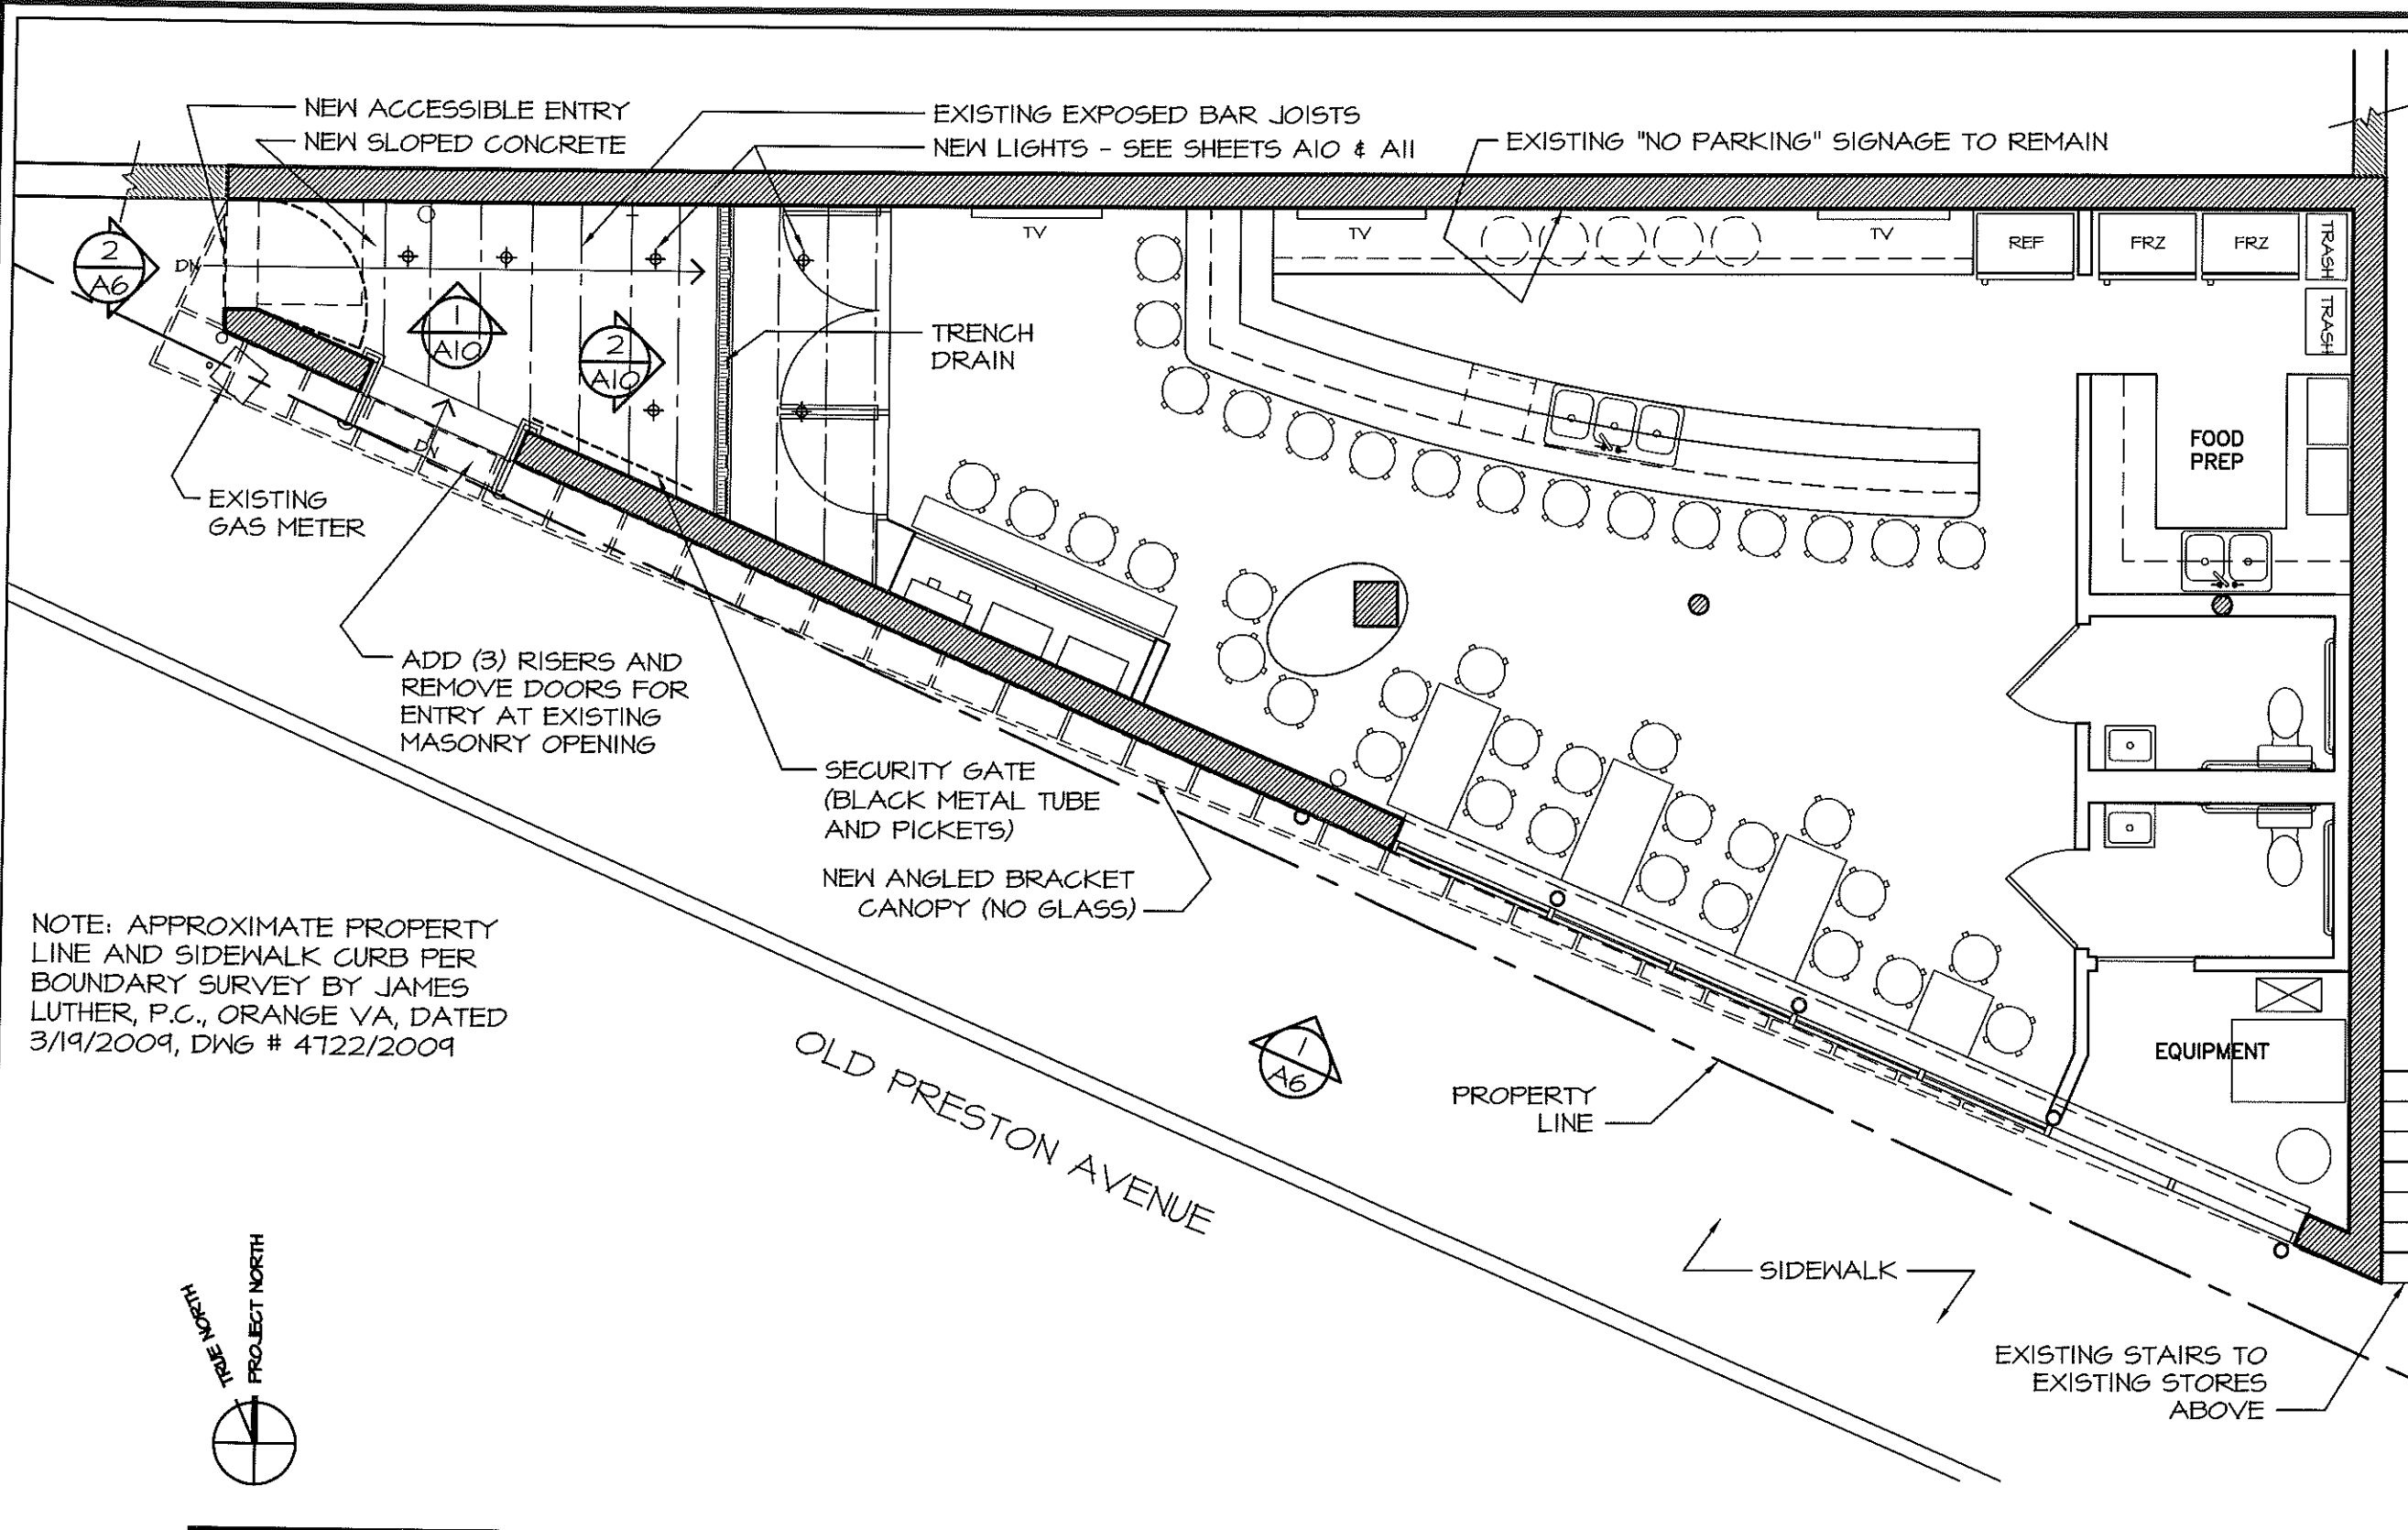 NEW ACCESSIBLE ENTRY
NEW SLOPED CONCRETE
EXISTING EXPOSED BAR JOISTS
NEW LIGHTS - SEE SHEETS A10 & A11
EXISTING "NO PARKING" SIGNAGE TO REMAIN
2
A6
DN
1
A10
2
A10
TRENCH
DRAIN
TV
TV
TV
REF
FRZ
FRZ
TRASH
TRASH
FOOD
PREP
DN
EXISTING
GAS METER
ADD (3) RISERS AND
REMOVE DOORS FOR
ENTRY AT EXISTING
MASONRY OPENING
SECURITY GATE
(BLACK METAL TUBE
AND PICKETS)
NEW ANGLED BRACKET
CANOPY (NO GLASS)
NOTE: APPROXIMATE PROPERTY
LINE AND SIDEWALK CURB PER
BOUNDARY SURVEY BY JAMES
LUTHER, P.C., ORANGE VA, DATED
3/19/2009, DWG # 4722/2009
OLD PRESTON AVENUE
1
A6
PROPERTY
LINE
EQUIPMENT
SIDEWALK
EXISTING STAIRS TO
EXISTING STORES
ABOVE
TRUE NORTH
PROJECT NORTH